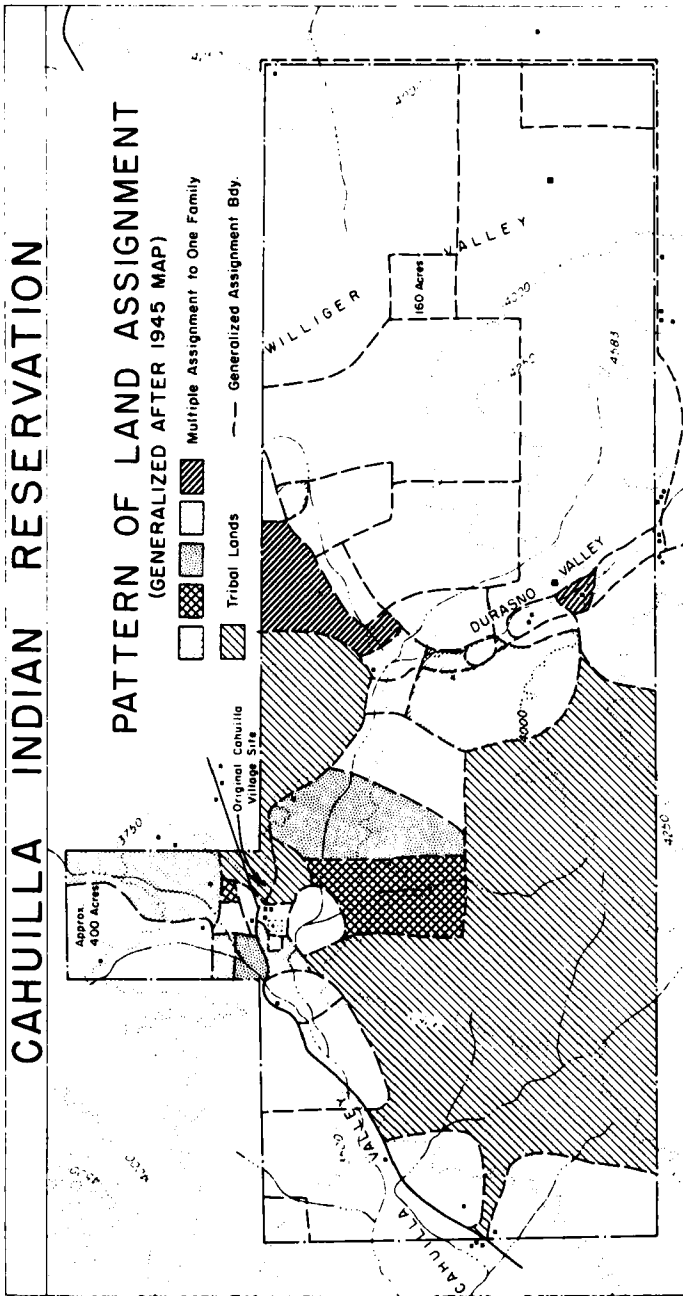 CAHUILLA INDIAN RESERVATION
PATTERN OF LAND ASSIGNMENT
(GENERALIZED AFTER 1945 MAP)
Multiple Assignment to One Family
Tribal Lands
— Generalized Assignment Bdy.
Original Cahuilla
Village Site
Approx.
400 Acres
3750
WILLIGER VALLEY
160 Acres
4000
4250
4583
DURASNO VALLEY
4000
CAHUILLA VALLEY
4250